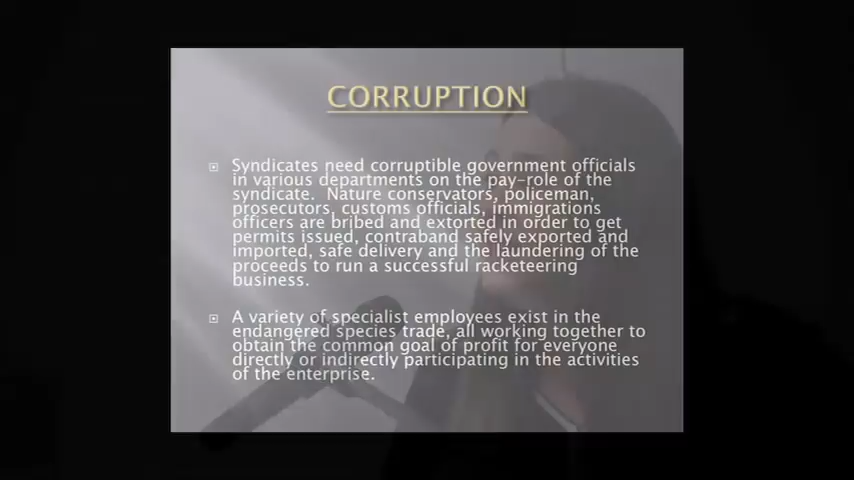 CORRUPTION
Syndicates need corruptible government officials
in various departments on the pay-role of the
syndicate. Nature conservators, policeman,
prosecutors, customs officials, immigrations
officers are bribed and extorted in order to get
permits issued, contraband safely exported and
imported, safe delivery and the laundering of the
proceeds to run a successful racketeering
business.
A variety of specialist employees exist in the
endangered species trade, all working together to
obtain the common goal of profit for everyone
directly or indirectly participating in the activities
of the enterprise.